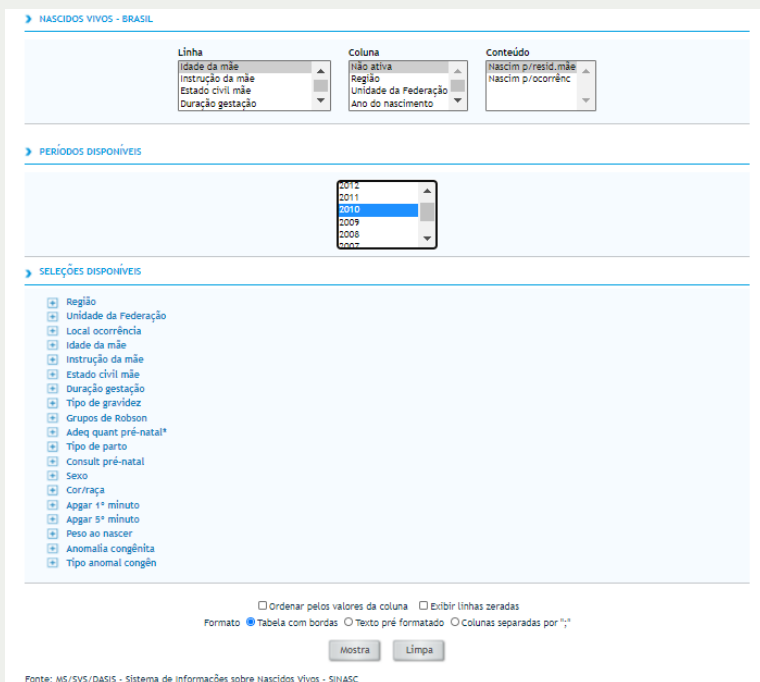 NASCIDOS VIVOS - BRASIL
Linha
Idade da mãe
Instrução da mãe
Estado civil mãe
Duração gestação
Coluna
Não ativa
Região
Unidade da Federação
Ano do nascimento
Conteúdo
Nascim p/resid.mãe
Nascim p/ocorrênc
PERÍODOS DISPONÍVEIS
2012
2011
2010
2009
2008
2007
SELEÇÕES DISPONÍVEIS
Região
Unidade da Federação
Local ocorrência
Idade da mãe
Instrução da mãe
Estado civil mãe
Duração gestação
Tipo de gravidez
Grupos de Robson
Adeq quant pré-natal*
Tipo de parto
Consult pré-natal
Sexo
Cor/raça
Apgar 1º minuto
Apgar 5º minuto
Peso ao nascer
Anomalia congênita
Tipo anomal congên
Ordenar pelos valores da coluna Exibir linhas zeradas
Formato Tabela com bordas Texto pré formatado Colunas separadas por ";"
Mostra Limpa
Fonte: MS/SVS/DASIS - Sistema de Informações sobre Nascidos Vivos - SINASC